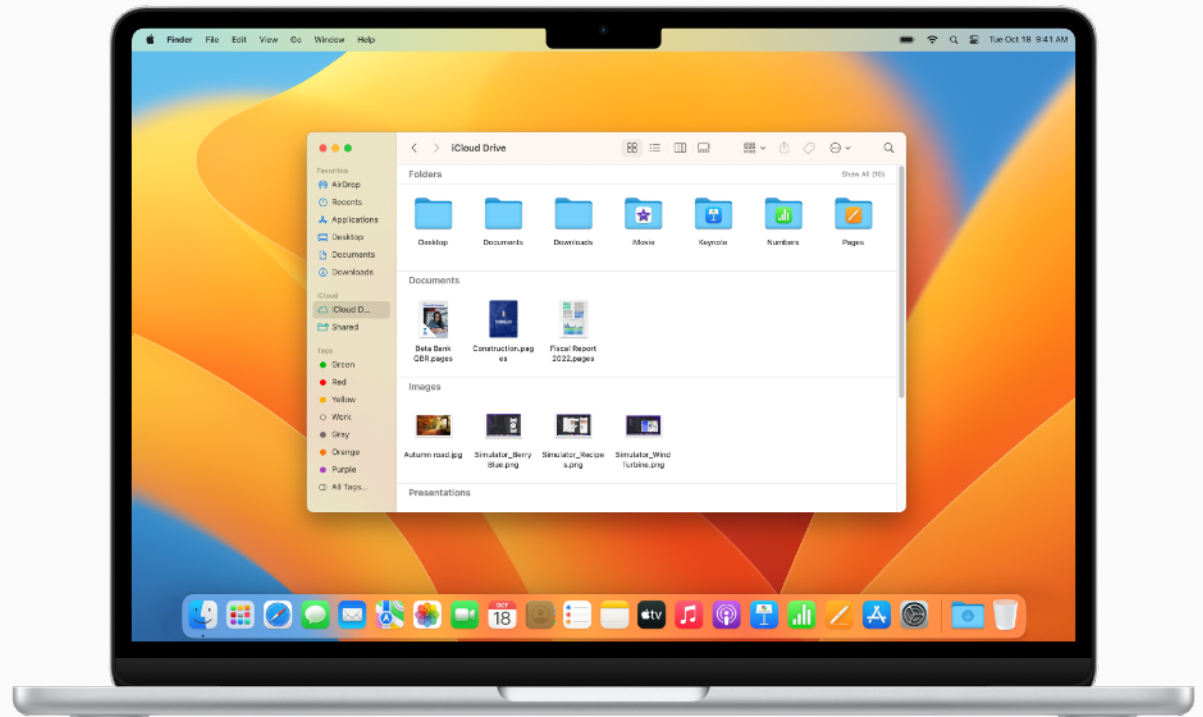 Finder File Edit View Go Window Help
Tue Oct 18 9:41 AM
iCloud Drive
Favorites
AirDrop
Recents
Applications
Desktop
Documents
Downloads
iCloud
iCloud D...
Shared
Tags
Green
Red
Yellow
Work
Gray
Orange
Purple
All Tags...
Folders
Show All (10)
Desktop Documents Downloads iMovie Keynote Numbers Pages
Documents
Beta Bank
QBR.pages
Construction.pag
es
Fiscal Report
2022.pages
Images
Autumn road.jpg
Simulator_Berry
Blue.png
Simulator_Recipe
s.png
Simulator_Wind
Turbine.png
Presentations
OCT
18
tv